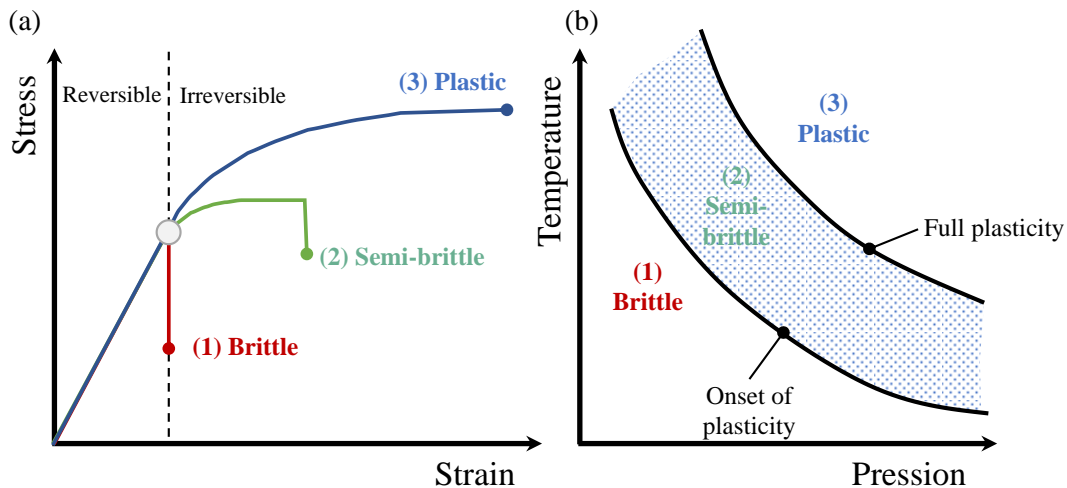 (a)
Stress
Reversible
Irreversible
(3) Plastic
(2) Semi-brittle
(1) Brittle
Strain
(b)
Temperature
(3)
Plastic
(2)
Semi-
brittle
Full plasticity
(1)
Brittle
Onset of
plasticity
Pression